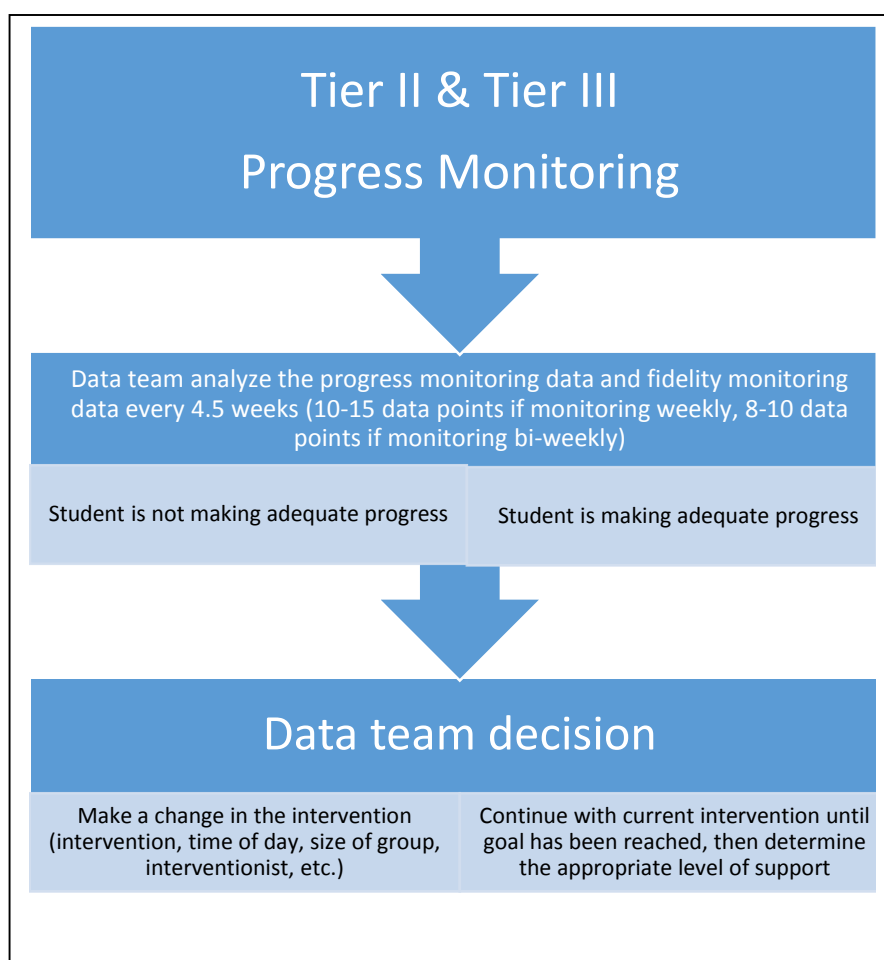 Tier II & Tier III
Progress Monitoring
Data team analyze the progress monitoring data and fidelity monitoring
data every 4.5 weeks (10-15 data points if monitoring weekly, 8-10 data
points if monitoring bi-weekly)
Student is not making adequate progress
Student is making adequate progress
Data team decision
Make a change in the intervention
(intervention, time of day, size of group,
interventionist, etc.)
Continue with current intervention until
goal has been reached, then determine
the appropriate level of support